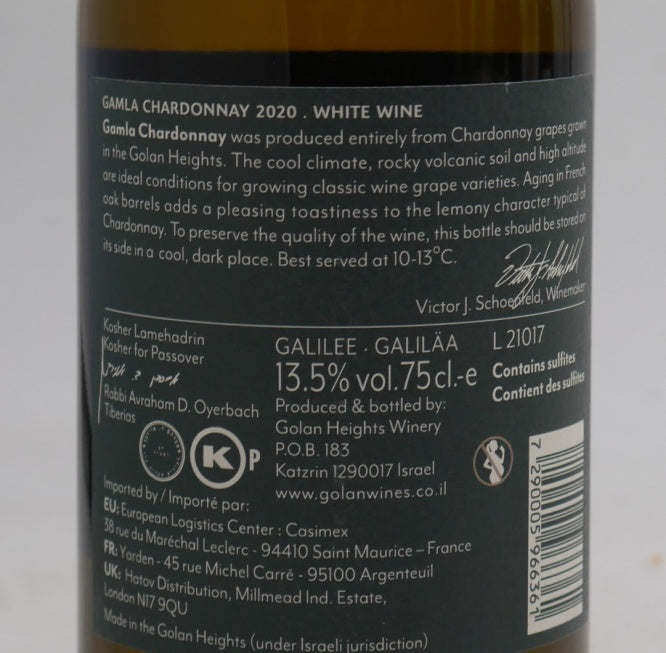 GAMLA CHARDONNAY 2020 . WHITE WINE
Gamla Chardonnay was produced entirely from Chardonnay grapes grown
in the Golan Heights. The cool climate, rocky volcanic soil and high altitude
are ideal conditions for growing classic wine grape varieties. Aging in French
oak barrels adds a pleasing toastiness to the lemony character typical of
Chardonnay. To preserve the quality of the wine, this bottle should be stored on
its side in a cool, dark place. Best served at 10-13°C.
Victor J. Schoenfeld, Winemaker
Kosher Lamehadrin
Kosher for Passover
Rabbi Avraham D. Oyerbach
Tiberias
K P
GALILEE · GALILÄA
13.5% vol. 75cl.-e
Produced & bottled by:
Golan Heights Winery
P.O.B. 183
Katzrin 1290017 Israel
www.golanwines.co.il
L 21017
Contains sulfites
Contient des sulfites
7 290005 966361
Imported by / Importé par:
EU: European Logistics Center : Casimex
38 rue du Maréchal Leclerc - 94410 Saint Maurice – France
FR: Yarden - 45 rue Michel Carré - 95100 Argenteuil
UK: Hatov Distribution, Millmead Ind. Estate,
London N17 9QU
Made in the Golan Heights (under Israeli jurisdiction)